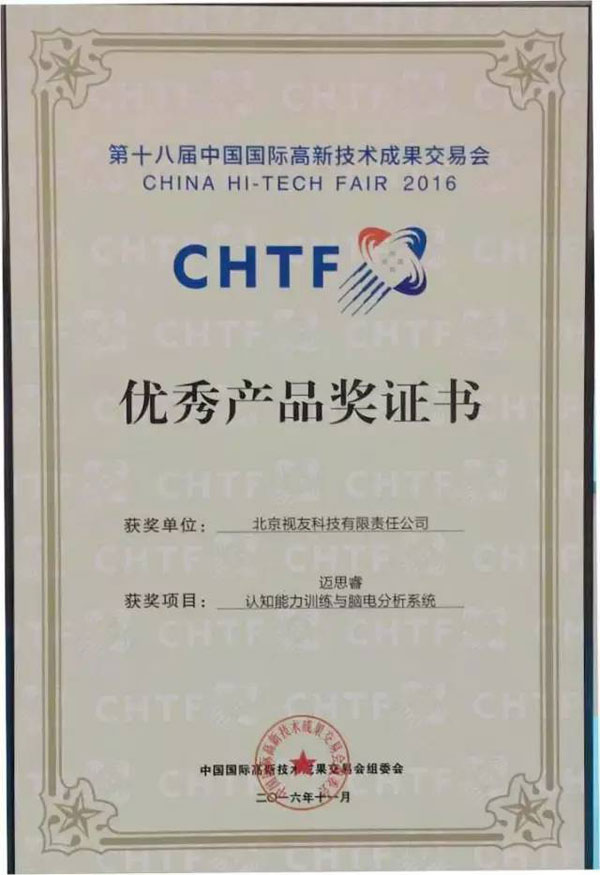 第十八届中国国际高新技术成果交易会
CHINA HI-TECH FAIR 2016
CHTF
优秀产品奖证书
获奖单位：北京视友科技有限责任公司
迈思睿
获奖项目：认知能力训练与脑电分析系统
中国国际高新技术成果交易会组委会
二〇一六年十一月